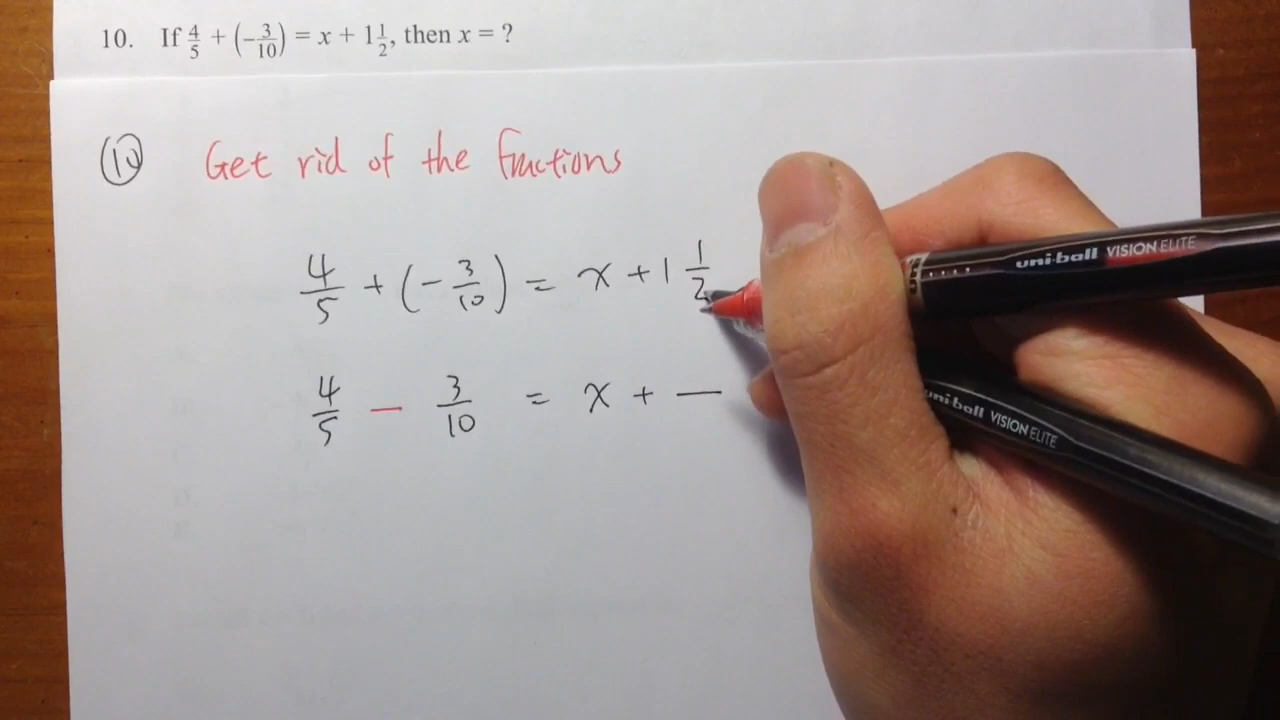 10. If 4/5 + (-3/10) = x + 1 1/2, then x = ?
(10) Get rid of the fractions
4/5 + (-3/10) = x + 1 1/2
4/5 - 3/10 = x + —
uni-ball VISION ELITE
uni-ball VISION ELITE